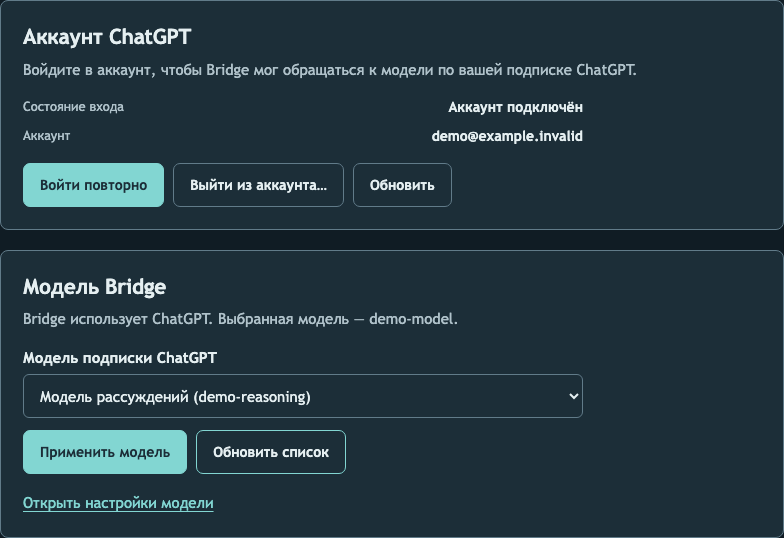 Аккаунт ChatGPT
Войдите в аккаунт, чтобы Bridge мог обращаться к модели по вашей подписке ChatGPT.
Состояние входа Аккаунт подключён
Аккаунт demo@example.invalid
Войти повторно Выйти из аккаунта… Обновить
Модель Bridge
Bridge использует ChatGPT. Выбранная модель — demo-model.
Модель подписки ChatGPT
Модель рассуждений (demo-reasoning)
Применить модель Обновить список
Открыть настройки модели